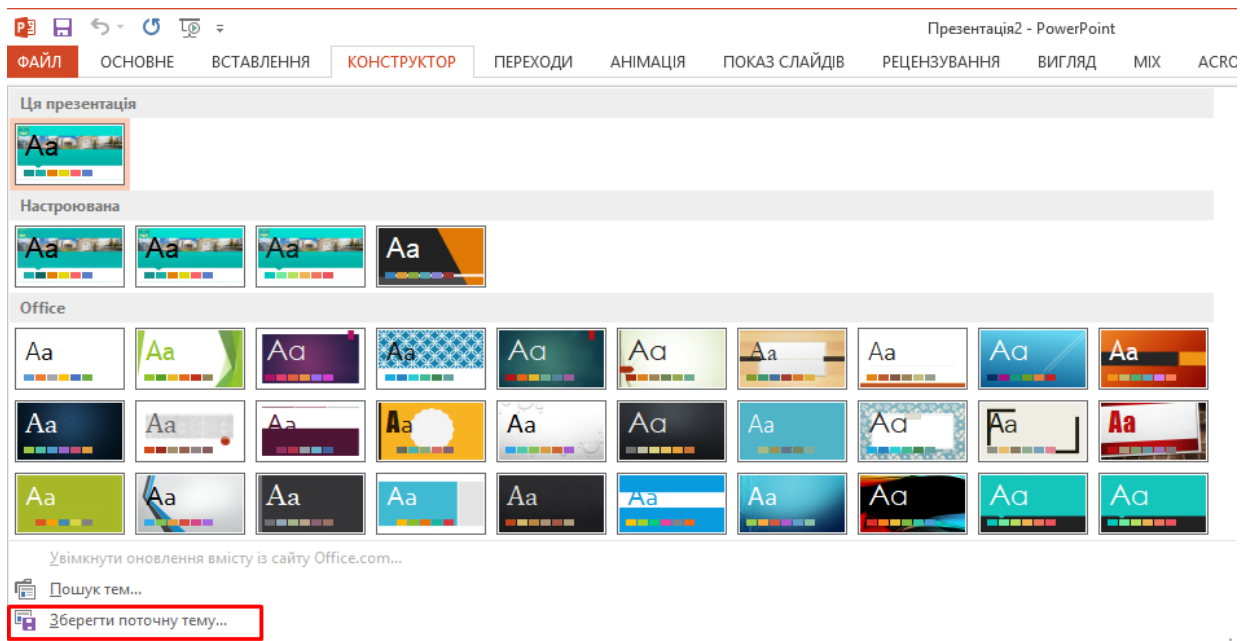 Презентація2 - PowerPoint
ФАЙЛ ОСНОВНЕ ВСТАВЛЕННЯ КОНСТРУКТОР ПЕРЕХОДИ АНІМАЦІЯ ПОКАЗ СЛАЙДІВ РЕЦЕНЗУВАННЯ ВИГЛЯД MIX ACRO
Ця презентація
Aa
Настроювана
Aa Aa Aa Aa
Office
Aa Aa Aa Aa Aa Aa Aa Aa Aa Aa
Aa Aa Aa Aa Aa Aa Aa Aa Aa Aa
Aa Aa Aa Aa Aa Aa Aa Aa Aa Aa
Увімкнути оновлення вмісту із сайту Office.com...
Пошук тем...
Зберегти поточну тему...